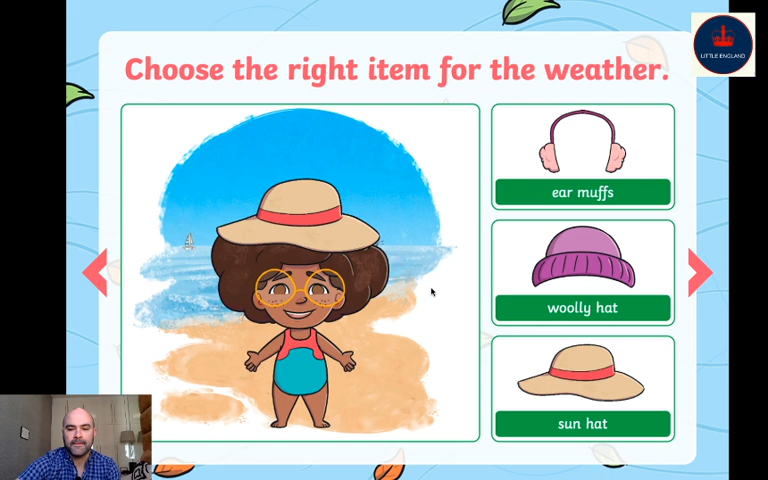 Choose the right item for the weather.
LITTLE ENGLAND
ear muffs
woolly hat
sun hat